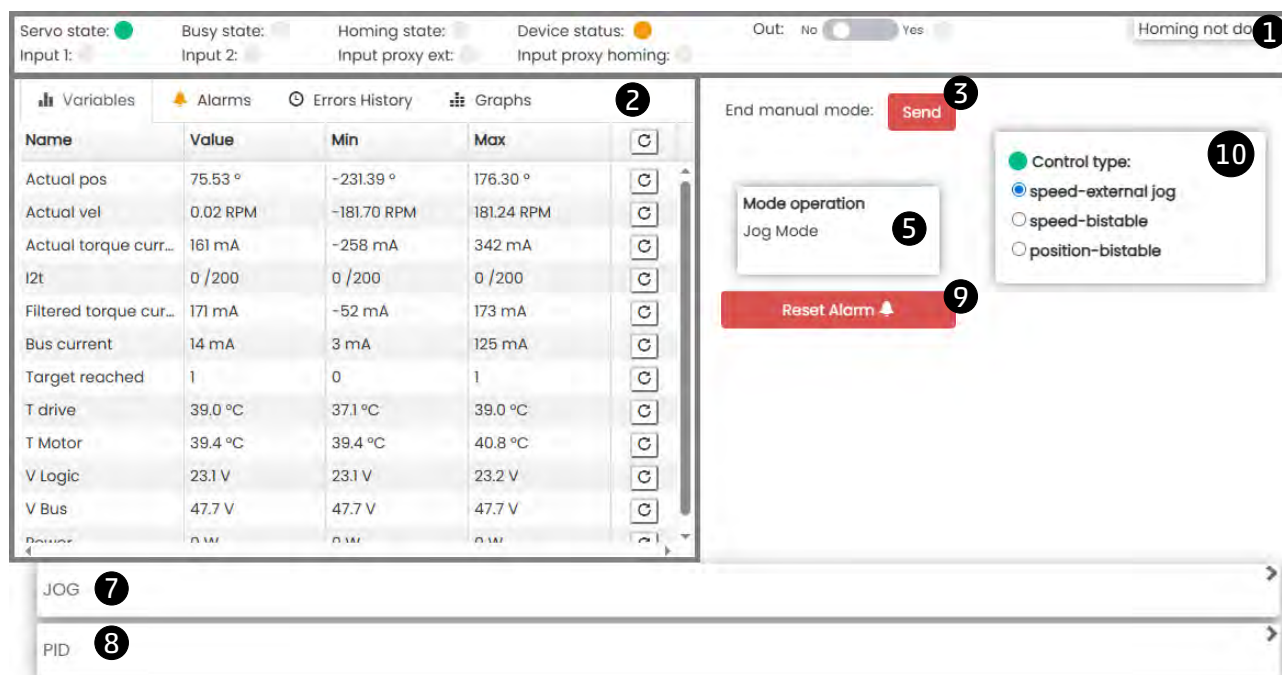 Servo state: Busy state: Homing state: Device status: Out: No Yes Homing not do
1
Input 1: Input 2: Input proxy ext: Input proxy homing:
Variables Alarms Errors History Graphs 2
Name Value Min Max
Actual pos 75.53 ° -231.39 ° 176.30 °
Actual vel 0.02 RPM -181.70 RPM 181.24 RPM
Actual torque curr... 161 mA -258 mA 342 mA
I2t 0 /200 0 /200 0 /200
Filtered torque cur... 171 mA -52 mA 173 mA
Bus current 14 mA 3 mA 125 mA
Target reached 1 0 1
T drive 39.0 °C 37.1 °C 39.0 °C
T Motor 39.4 °C 39.4 °C 40.8 °C
V Logic 23.1 V 23.1 V 23.2 V
V Bus 47.7 V 47.7 V 47.7 V
Power 0 W 0 W 0 W
End manual mode: Send 3
Mode operation
Jog Mode 5
Reset Alarm 9
Control type: 10
speed-external jog
speed-bistable
position-bistable
JOG 7
PID 8